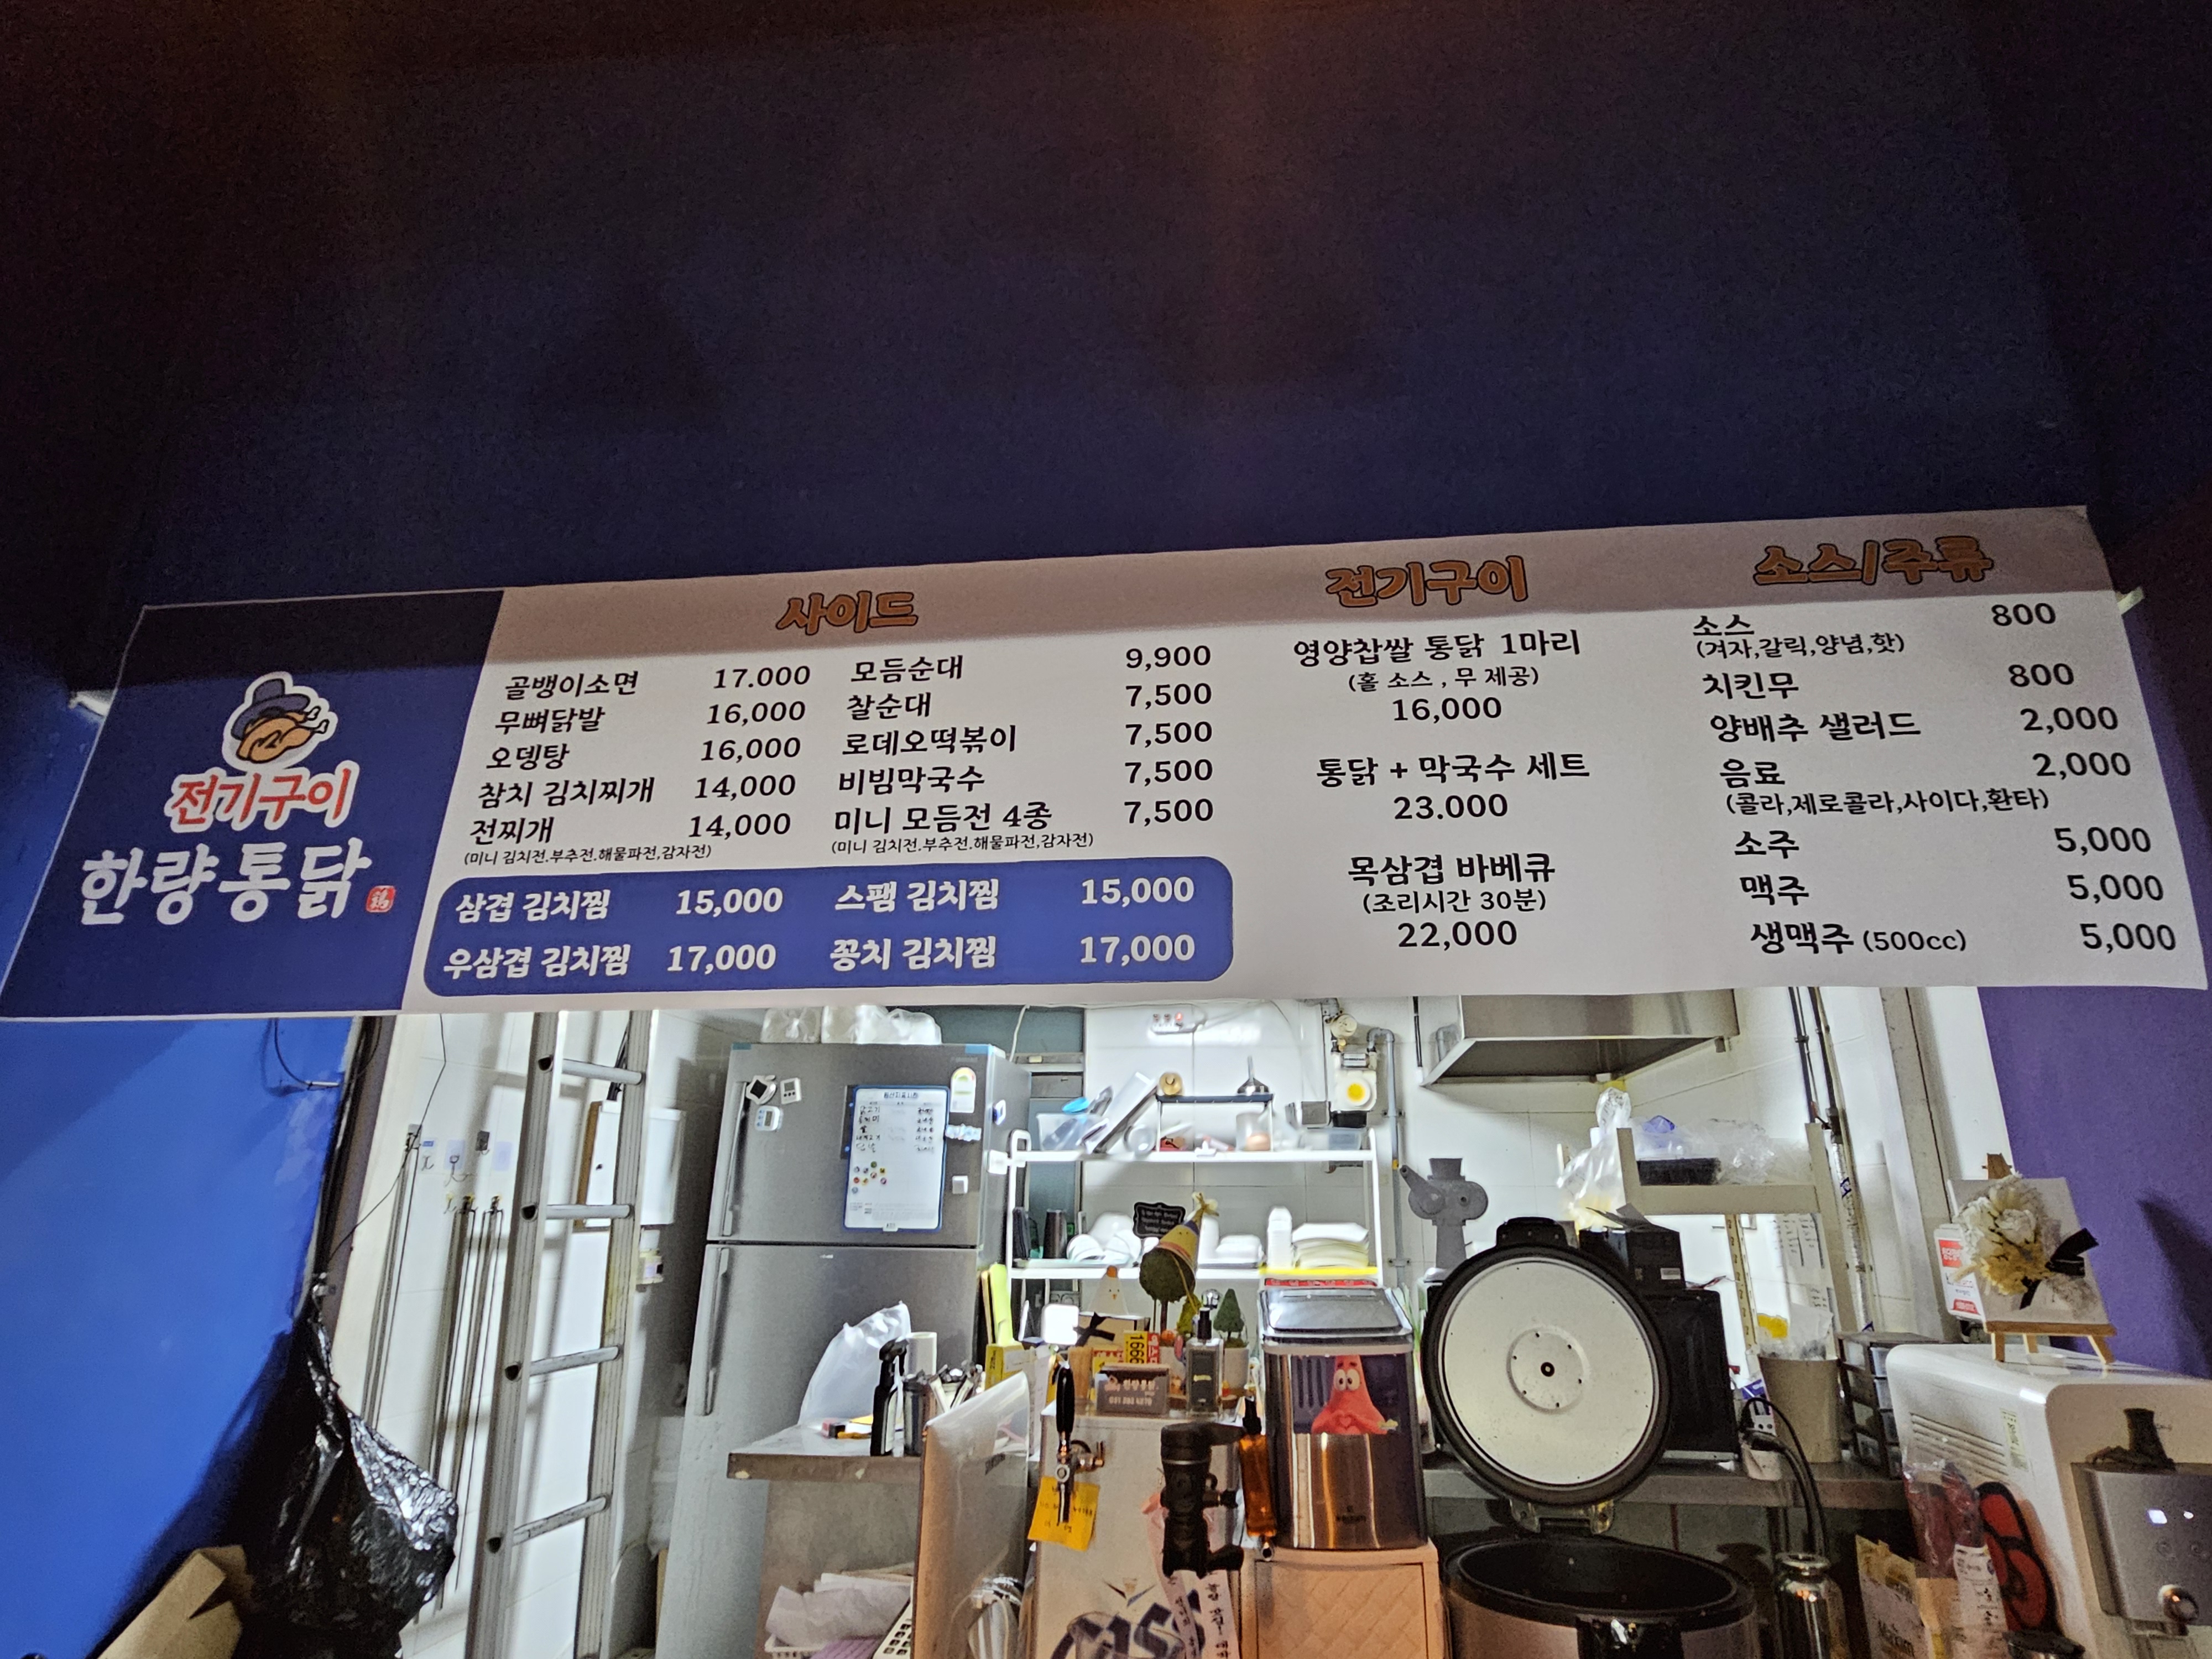 전기구이
한량통닭
사이드
골뱅이소면 17.000
무뼈닭발 16,000
오뎅탕 16,000
참치 김치찌개 14,000
전찌개 14,000
(미니 김치전.부추전.해물파전,감자전)
모듬순대 9,900
찰순대 7,500
로데오떡볶이 7,500
비빔막국수 7,500
미니 모듬전 4종 7,500
(미니 김치전.부추전.해물파전,감자전)
삼겹 김치찜 15,000
스팸 김치찜 15,000
우삼겹 김치찜 17,000
꽁치 김치찜 17,000
전기구이
영양찹쌀 통닭 1마리
(홀 소스 , 무 제공)
16,000
통닭 + 막국수 세트
23.000
목삼겹 바베큐
(조리시간 30분)
22,000
소스/주류
소스 800
(겨자,갈릭,양념,핫)
치킨무 800
양배추 샐러드 2,000
음료 2,000
(콜라,제로콜라,사이다,환타)
소주 5,000
맥주 5,000
생맥주 (500cc) 5,000
한량통닭
1666